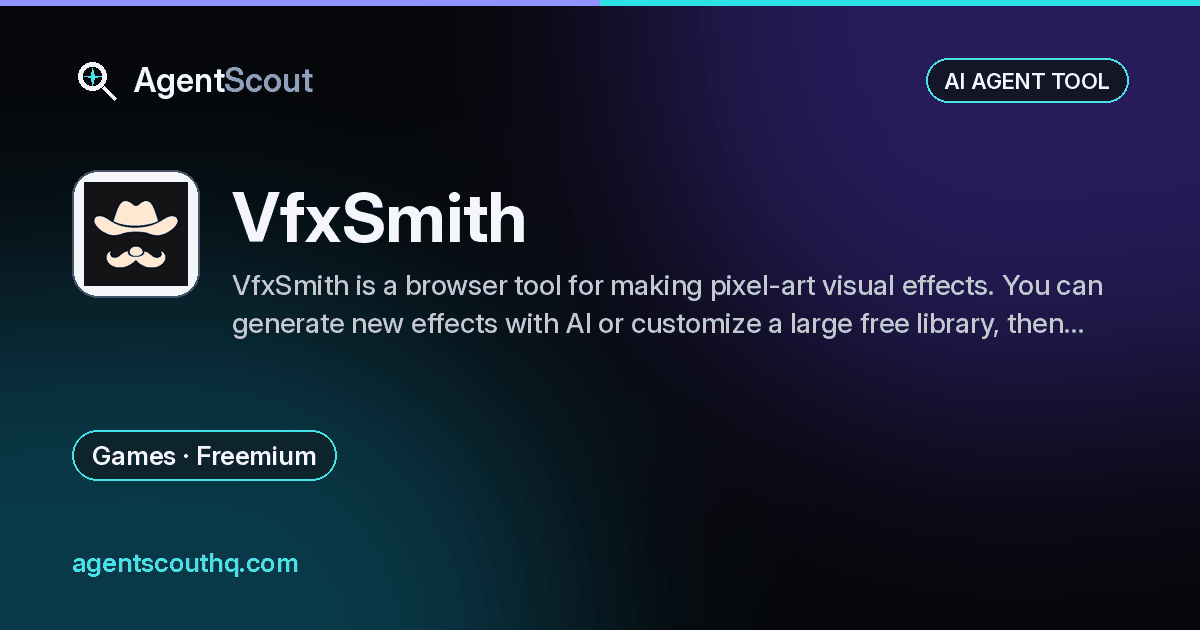 AgentScout
AI AGENT TOOL
VfxSmith
VfxSmith is a browser tool for making pixel-art visual effects. You can
generate new effects with AI or customize a large free library, then...
Games · Freemium
agentscouthq.com